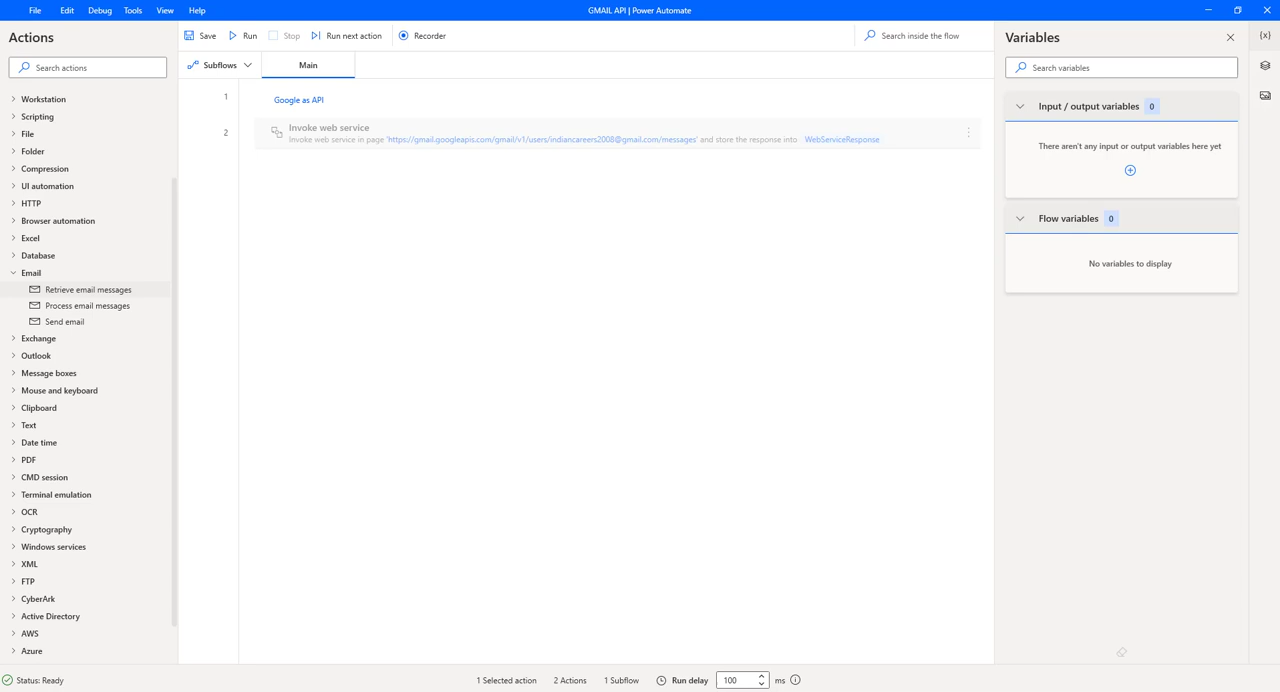 File Edit Debug Tools View Help GMAIL API | Power Automate
Actions
Search actions
Workstation
Scripting
File
Folder
Compression
UI automation
HTTP
Browser automation
Excel
Database
Email
Retrieve email messages
Process email messages
Send email
Exchange
Outlook
Message boxes
Mouse and keyboard
Clipboard
Text
Date time
PDF
CMD session
Terminal emulation
OCR
Cryptography
Windows services
XML
FTP
CyberArk
Active Directory
AWS
Azure
Save Run Stop Run next action Recorder Search inside the flow
Subflows Main
1 Google as API
2 Invoke web service
Invoke web service in page 'https://gmail.googleapis.com/gmail/v1/users/indiancareers2008@gmail.com/messages' and store the response into WebServiceResponse
Variables
{x}
Search variables
Input / output variables 0
There aren't any input or output variables here yet
Flow variables 0
No variables to display
Status: Ready 1 Selected action 2 Actions 1 Subflow Run delay 100 ms